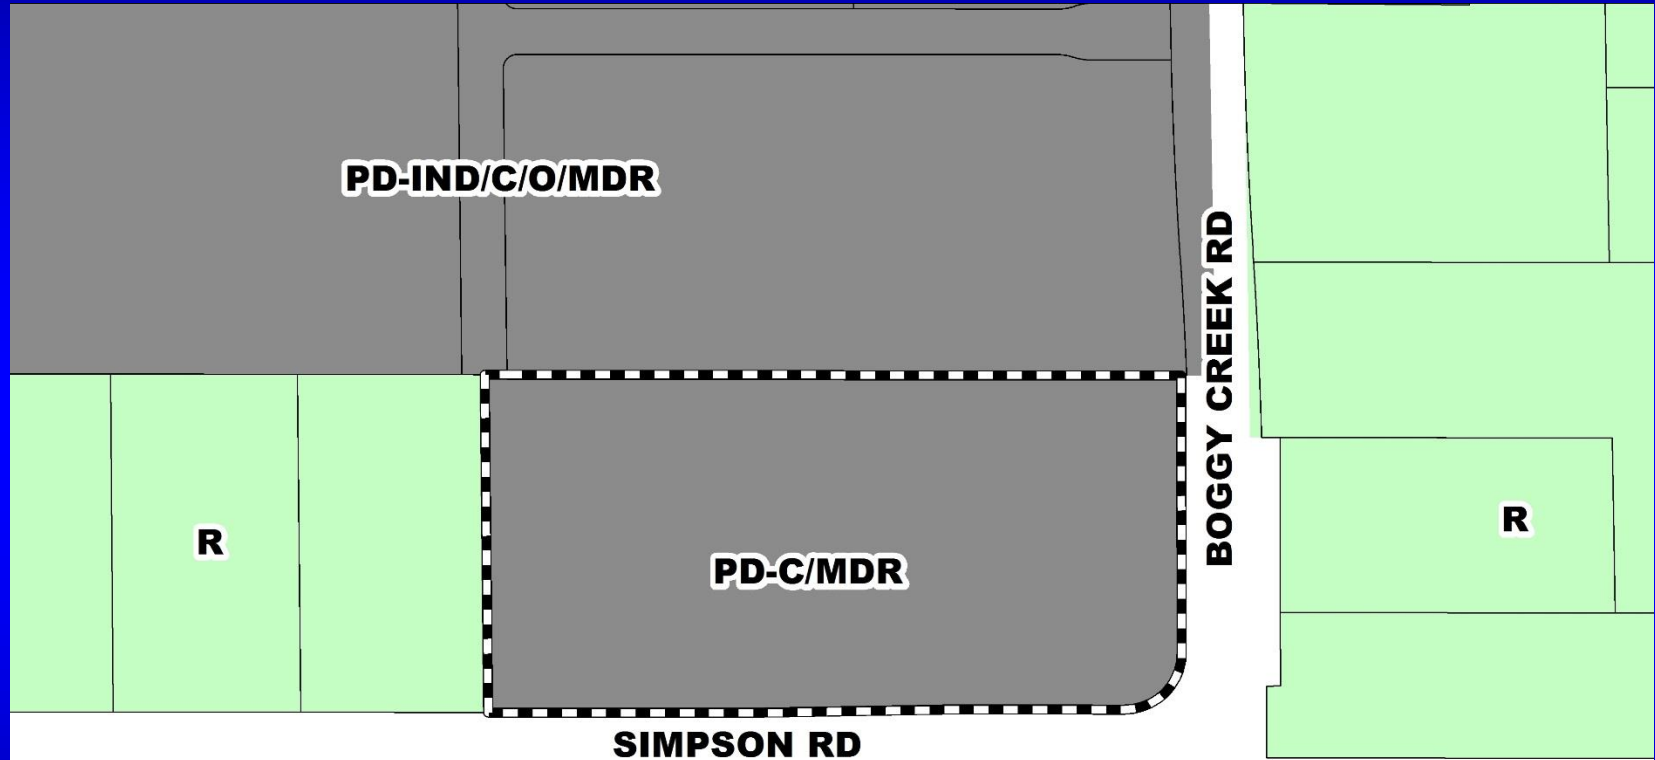 PD-IND/C/O/MDR
BOGGY CREEK RD
R
R
PD-C/MDR
SIMPSON RD